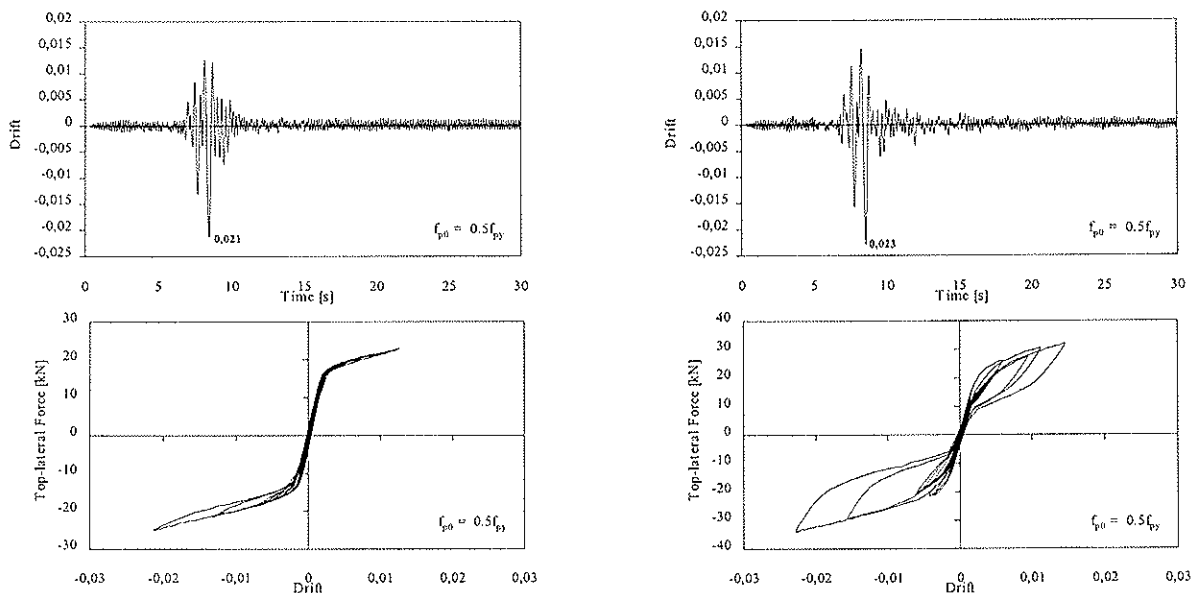 0,02
0,015
0,01
0,005
0
-0,005
-0,01
-0,015
-0,02
-0,025
Drift
0,021
f_p0 = 0.5f_py
0 5 10 15 20 25 30
Time [s]
0,02
0,015
0,01
0,005
0
-0,005
-0,01
-0,015
-0,02
-0,025
Drift
0,023
f_p0 = 0.5f_py
0 5 10 15 20 25 30
Time [s]
30
20
10
0
-10
-20
-30
Top-lateral Force [kN]
f_p0 = 0.5f_py
-0,03 -0,02 -0,01 0 0,01 0,02 0,03
Drift
40
30
20
10
0
-10
-20
-30
-40
Top-lateral Force [kN]
f_p0 = 0.5f_py
-0,03 -0,02 -0,01 0 0,01 0,02 0,03
Drift